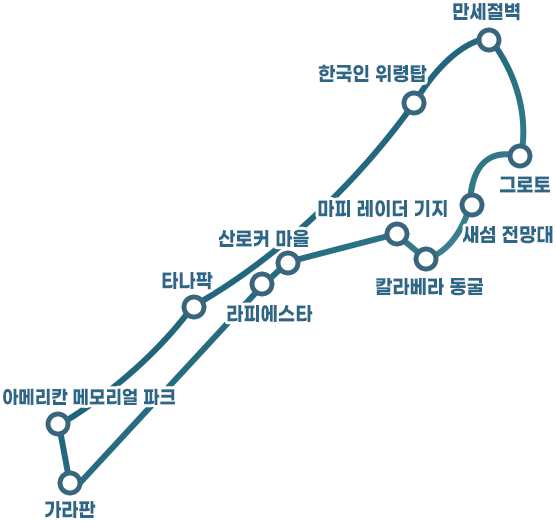 만세절벽
한국인 위령탑
그로토
마피 레이더 기지
새섬 전망대
산로커 마을
타나팍
칼라베라 동굴
라피에스타
아메리칸 메모리얼 파크
가라판